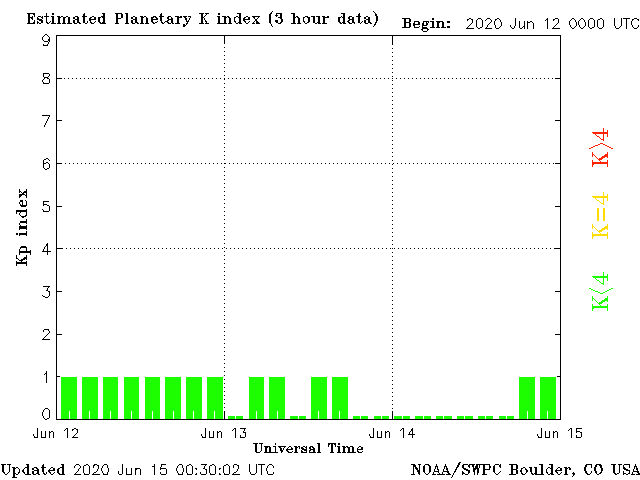 Estimated Planetary K index (3 hour data) Begin: 2020 Jun 12 0000 UTC
9
8
7
6
5
4
3
2
1
0
Kp index
K>4
K=4
K<4
Jun 12 Jun 13 Jun 14 Jun 15
Universal Time
Updated 2020 Jun 15 00:30:02 UTC NOAA/SWPC Boulder, CO USA